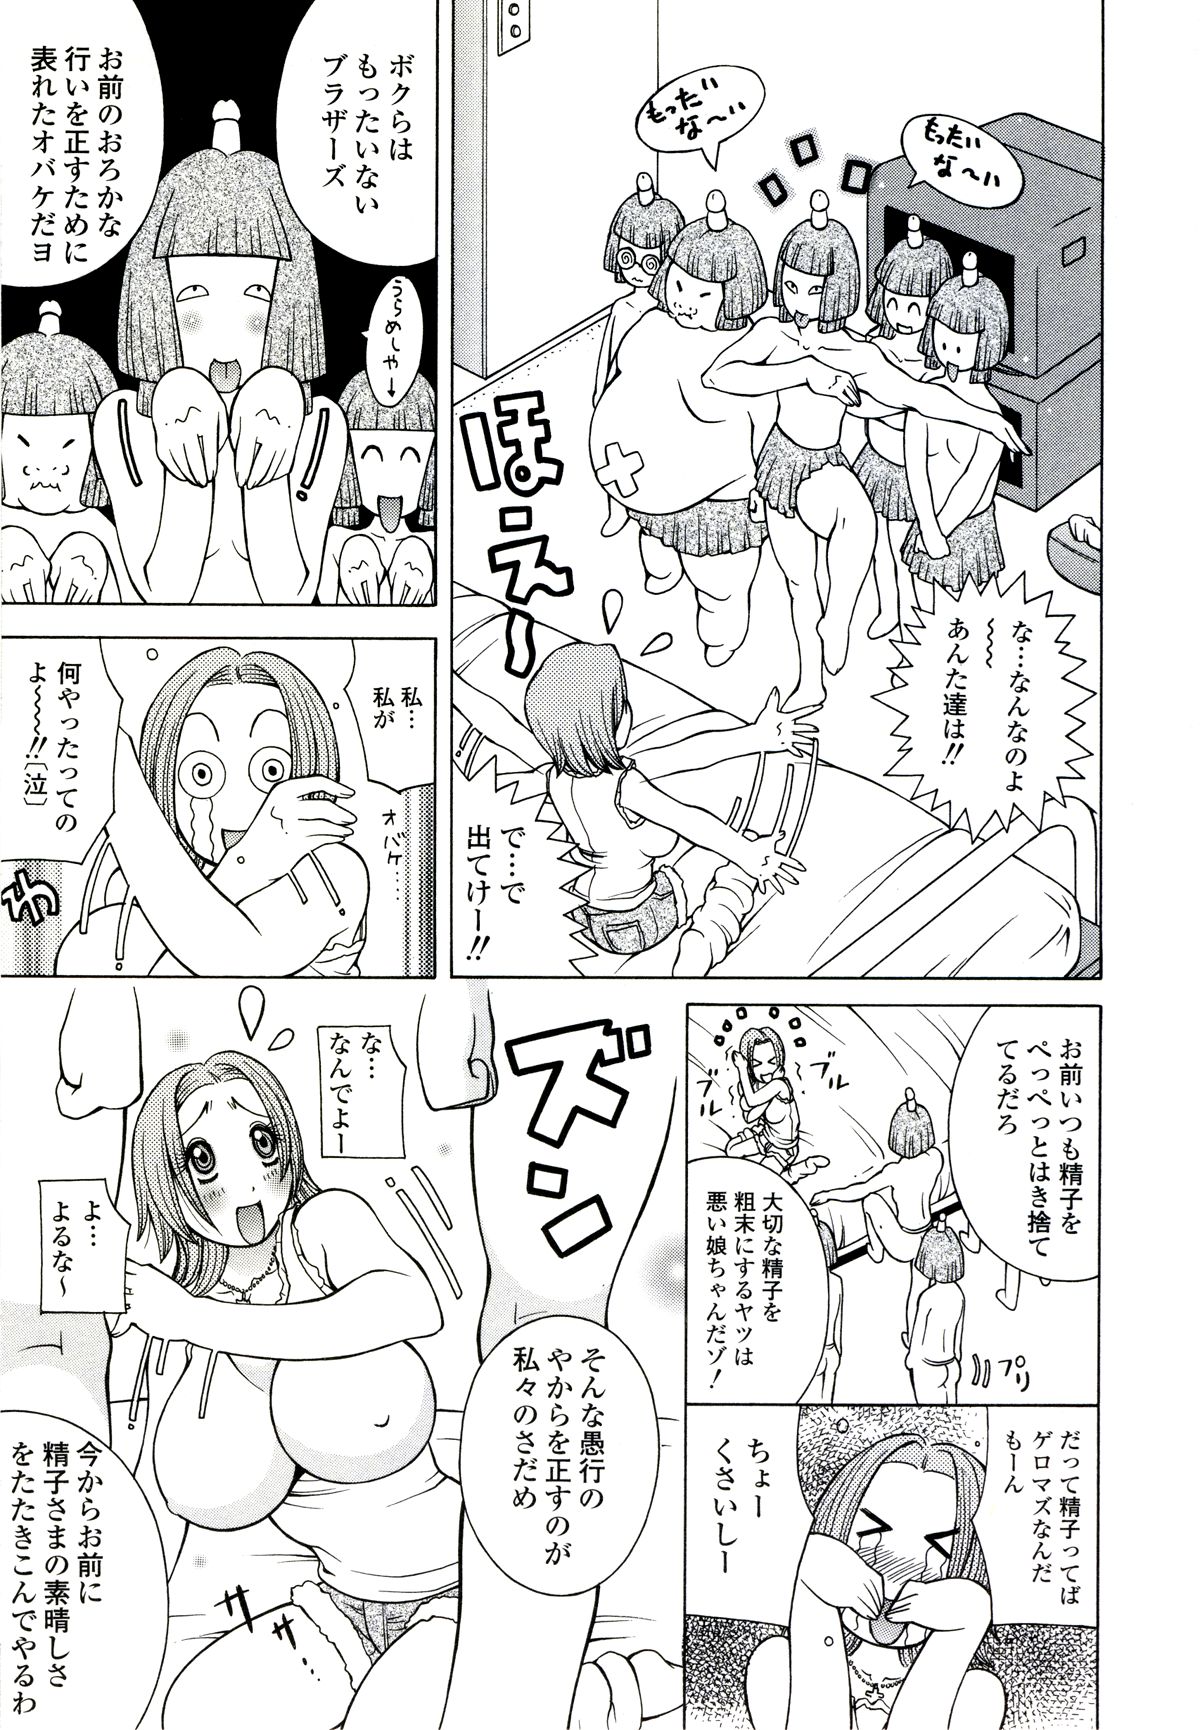 もったい
な〜い
もったい
な〜い
な…なんなのよ
〜〜
あんた達は!!
ほえ〜
で…で
出てけー!!
ボクらは
もったいない
ブラザーズ
お前のおろかな
行いを正すために
表れたオバケだヨ
うらめしや→
私…
私が
何やったっての
よ〜〜〜!!〔泣〕
オバケ……
お前いつも精子を
ぺっぺっとはき捨て
てるだろ
ブル
ブル
大切な精子を
粗末にするヤツは
悪い娘ちゃんだゾ!
プリ
だって精子ってば
ゲロマズなんだ
もーん
ちょー
くさいしー
ズン
な…
なんでよー
よ…
よるな〜
そんな愚行の
やからを正すのが
私々のさだめ
今からお前に
精子さまの素晴しさ
をたたきこんでやるわ